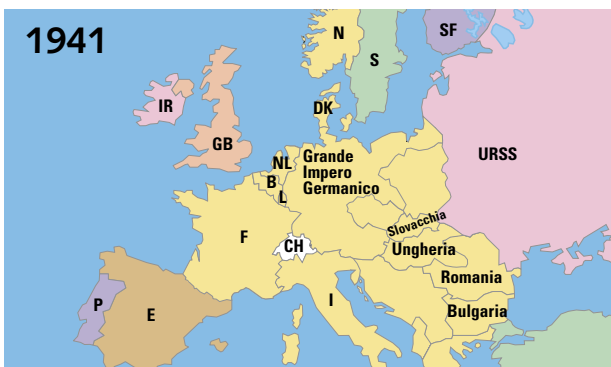 1941
N
SF
S
IR
DK
GB
URSS
NL
Grande
Impero
Germanico
B
L
Slovacchia
F
CH
Ungheria
Romania
P
E
I
Bulgaria